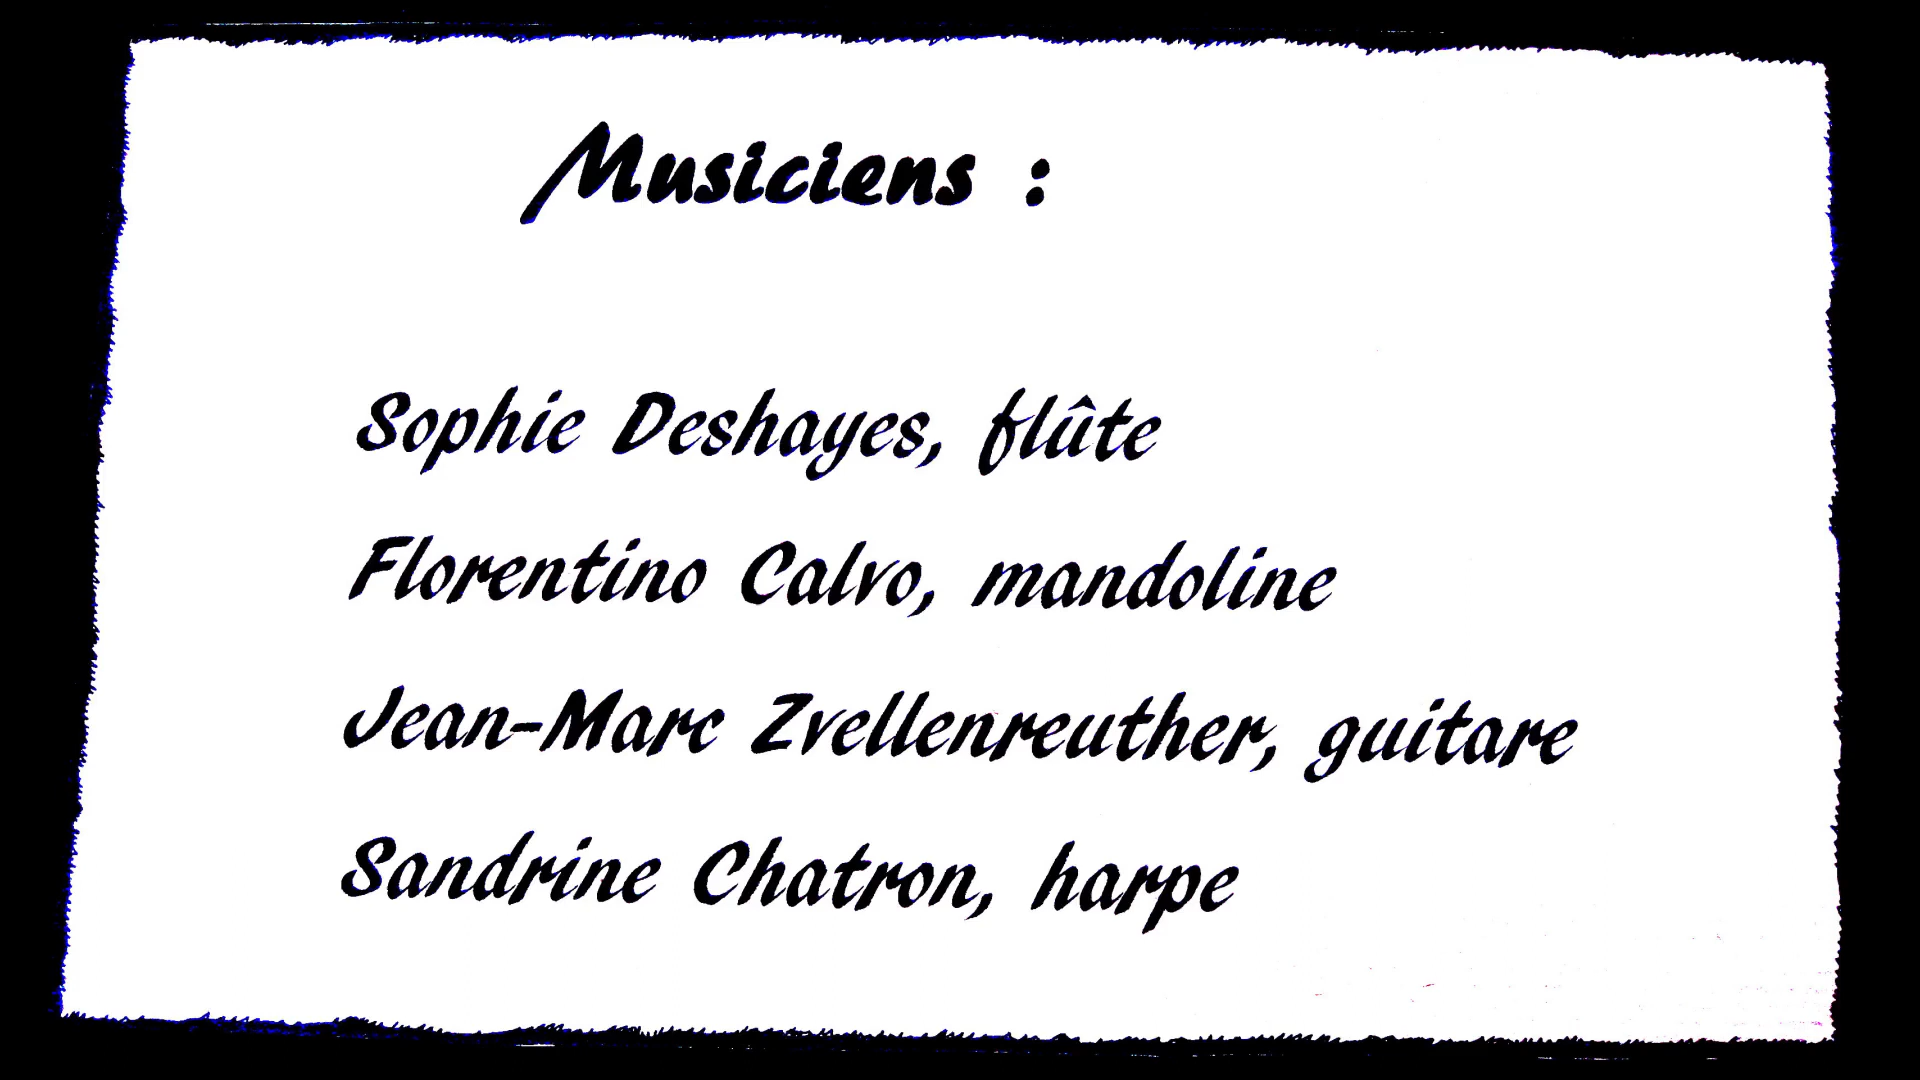 Musiciens :
Sophie Deshayes, flûte
Florentino Calvo, mandoline
Jean-Marc Zvellenreuther, guitare
Sandrine Chatron, harpe